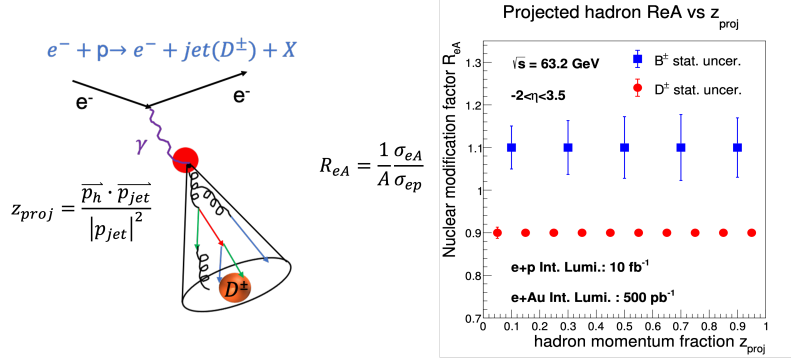 e⁻ + p→ e⁻ + jet(D±) + X
e⁻
e⁻
γ
z_proj = (p_h · p_jet) / |p_jet|²
D±
R_eA = (1/A) (σ_eA/σ_ep)
Projected hadron ReA vs z_proj
Nuclear modification factor R_eA
√s = 63.2 GeV
-2<η<3.5
B± stat. uncer.
D± stat. uncer.
e+p Int. Lumi.: 10 fb⁻¹
e+Au Int. Lumi. : 500 pb⁻¹
1.3
1.2
1.1
1
0.9
0.8
0.7
0 0.1 0.2 0.3 0.4 0.5 0.6 0.7 0.8 0.9 1
hadron momentum fraction z_proj